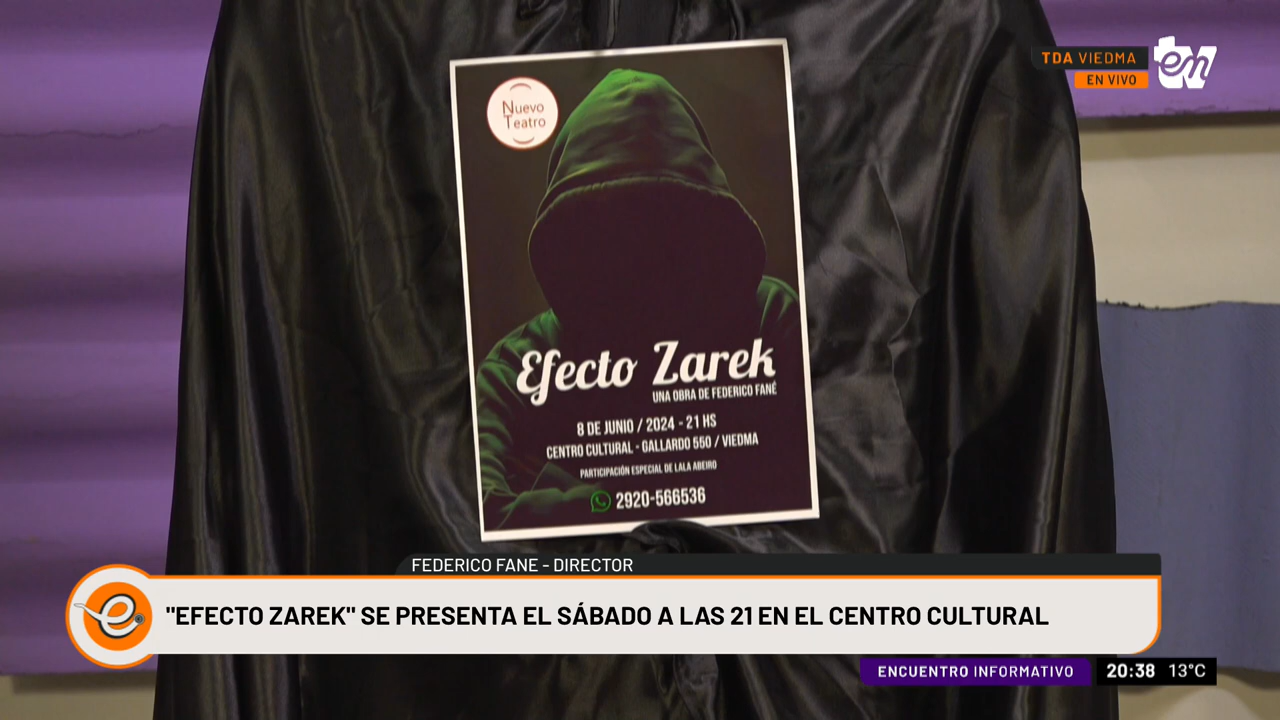 TDA VIEDMA
EN VIVO
en
Nuevo
Teatro
Efecto Zarek
UNA OBRA DE FEDERICO FANÉ
8 DE JUNIO / 2024 - 21 HS
CENTRO CULTURAL - GALLARDO 550 / VIEDMA
PARTICIPACIÓN ESPECIAL DE LALA ABEIRO
2920-566536
FEDERICO FANE - DIRECTOR
e
"EFECTO ZAREK" SE PRESENTA EL SÁBADO A LAS 21 EN EL CENTRO CULTURAL
ENCUENTRO INFORMATIVO
20:38 13°C